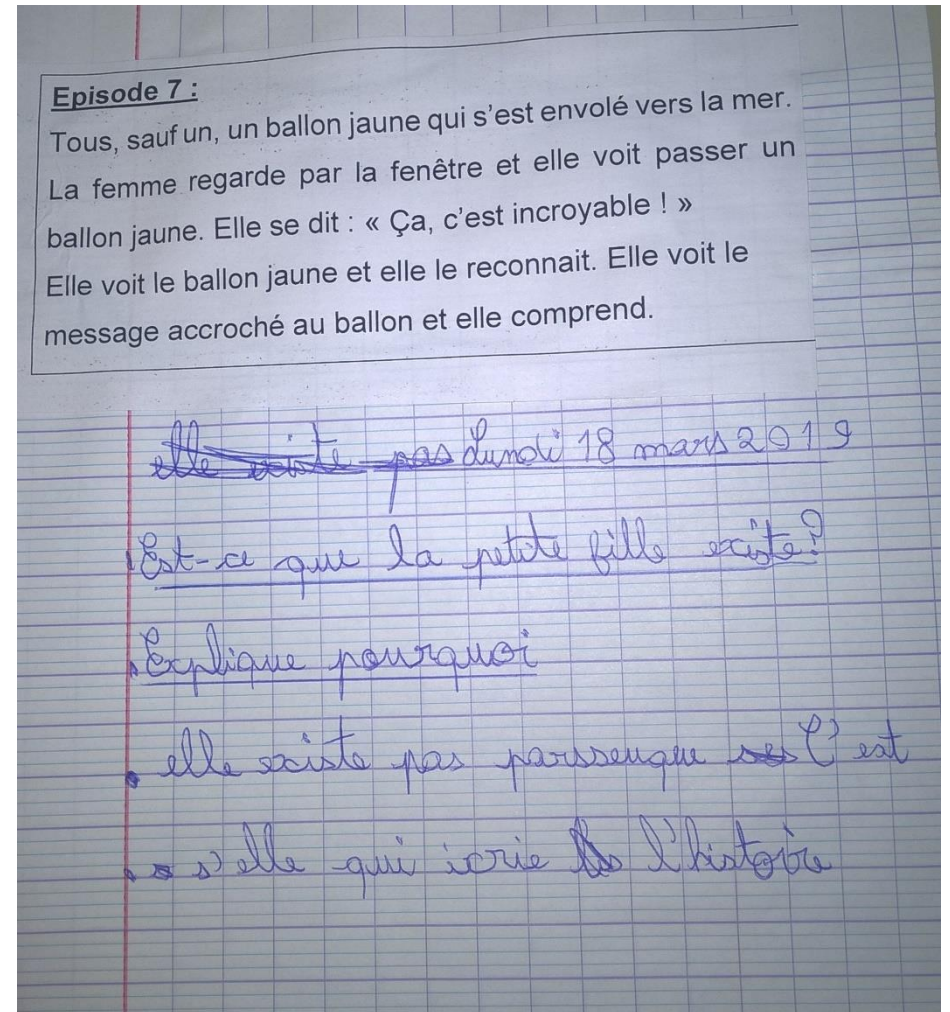 Episode 7 :
Tous, sauf un, un ballon jaune qui s'est envolé vers la mer.
La femme regarde par la fenêtre et elle voit passer un
ballon jaune. Elle se dit : « Ça, c'est incroyable ! »
Elle voit le ballon jaune et elle le reconnait. Elle voit le
message accroché au ballon et elle comprend.
elle existe pas Lundi 18 mars 2019
Est-ce que la petite fille existe?
Explique pourquoi
elle existe pas parsseuque C'est
elle qui écrie l'histoire